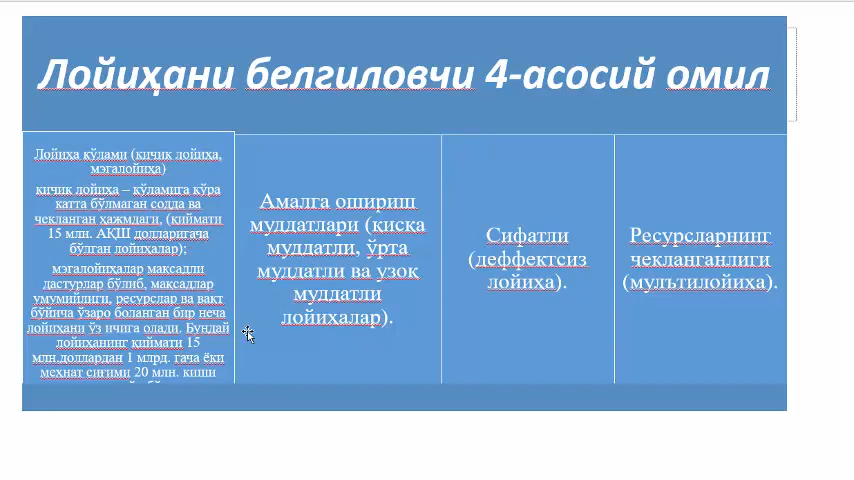 Лойиҳани белгиловчи 4-асосий омил
Лойиҳа кўлами (кичик лойиҳа,
мэгалойиҳа)
кичик лойиҳа – кўламига кўра
катта бўлмаган содда ва
чекланган ҳажмдаги, (қиймати
15 млн. АҚШ долларигача
бўлган лойиҳалар);
мэгалойиҳалар мақсадли
дастурлар бўлиб, мақсадлар
умумийлиги, ресурслар ва вақт
бўйича ўзаро боланган бир неча
лойиҳани ўз ичига олади. Бундай
лойиҳанинг қиймати 15
млн.доллардан 1 млрд. гача ёки
меҳнат сиғими 20 млн. киши
Амалга ошириш
муддатлари (қисқа
муддатли, ўрта
муддатли ва узоқ
муддатли
лойиҳалар).
Сифатли
(деффектсиз
лойиҳа).
Ресурсларнинг
чекланганлиги
(мультилойиҳа).